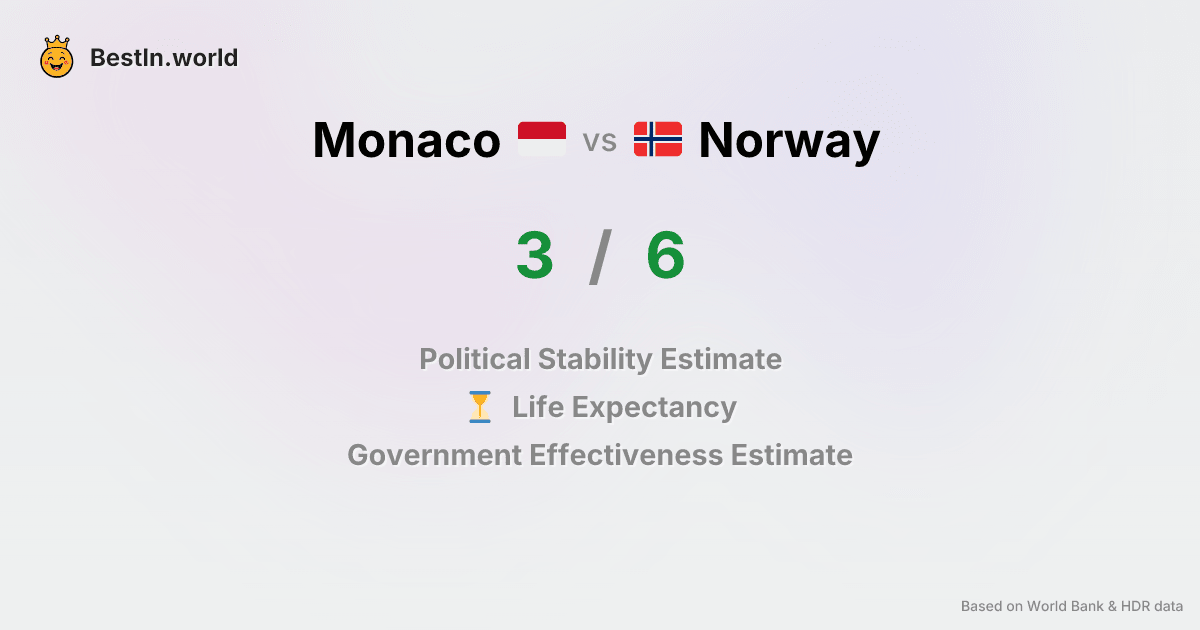 BestIn.world
Monaco vs Norway
3 / 6
Political Stability Estimate
Life Expectancy
Government Effectiveness Estimate
Based on World Bank & HDR data